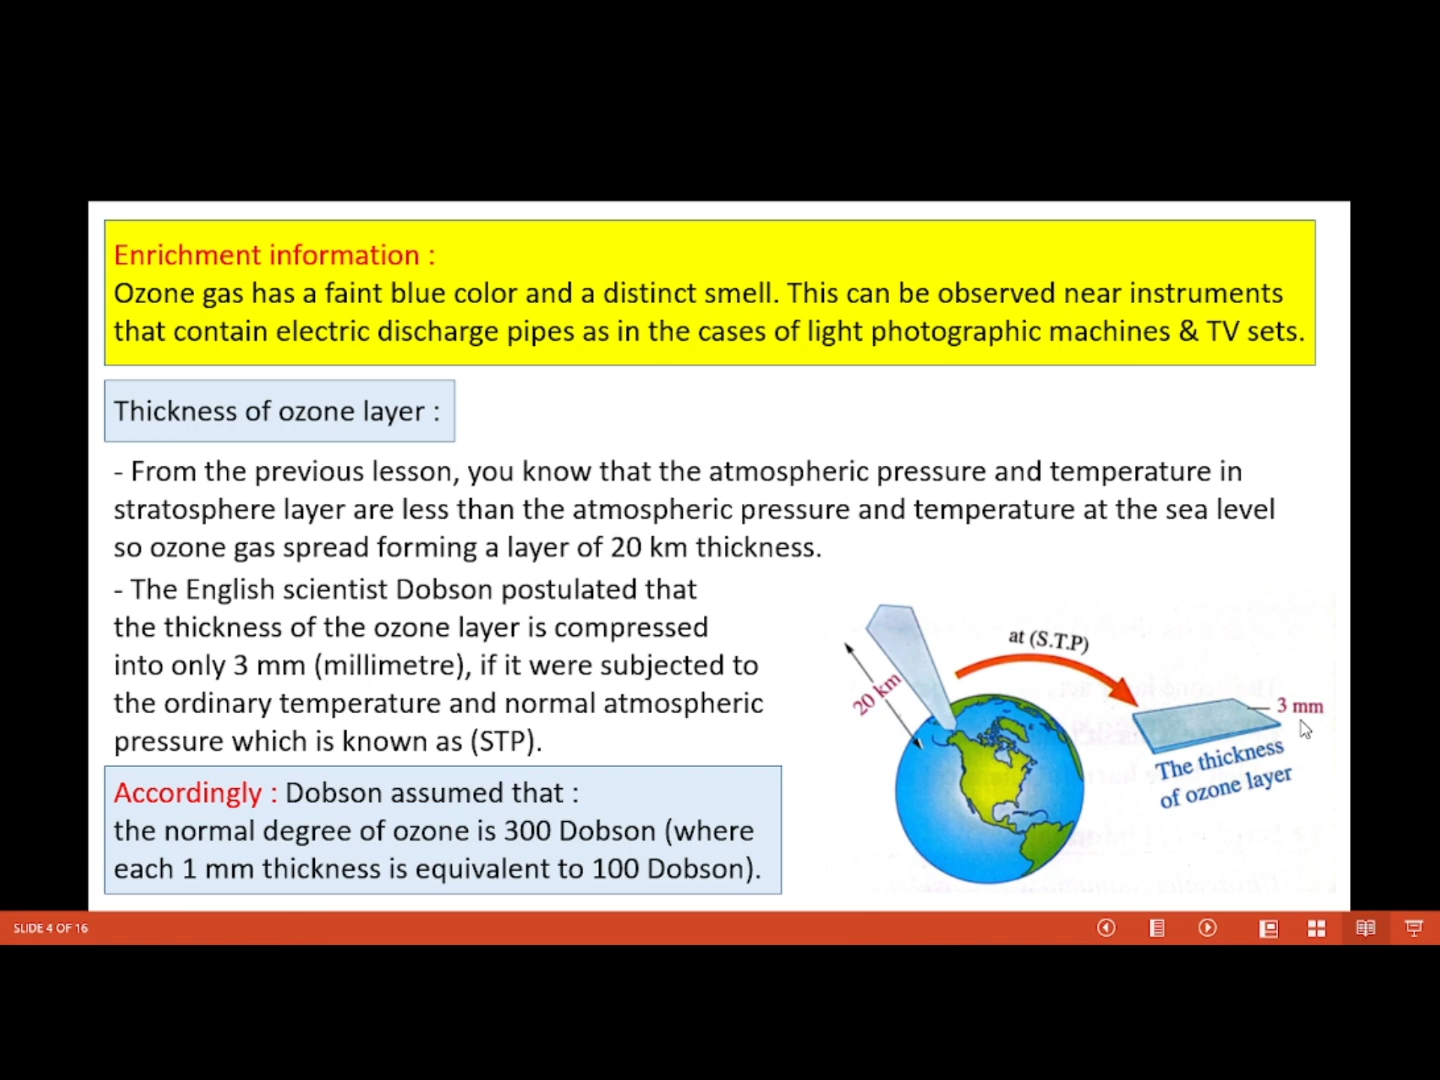 Enrichment information :
Ozone gas has a faint blue color and a distinct smell. This can be observed near instruments
that contain electric discharge pipes as in the cases of light photographic machines & TV sets.
Thickness of ozone layer :
- From the previous lesson, you know that the atmospheric pressure and temperature in
stratosphere layer are less than the atmospheric pressure and temperature at the sea level
so ozone gas spread forming a layer of 20 km thickness.
- The English scientist Dobson postulated that
the thickness of the ozone layer is compressed
into only 3 mm (millimetre), if it were subjected to
the ordinary temperature and normal atmospheric
pressure which is known as (STP).
Accordingly : Dobson assumed that :
the normal degree of ozone is 300 Dobson (where
each 1 mm thickness is equivalent to 100 Dobson).
at (S.T.P)
20 km
3 mm
The thickness
of ozone layer
SLIDE 4 OF 16